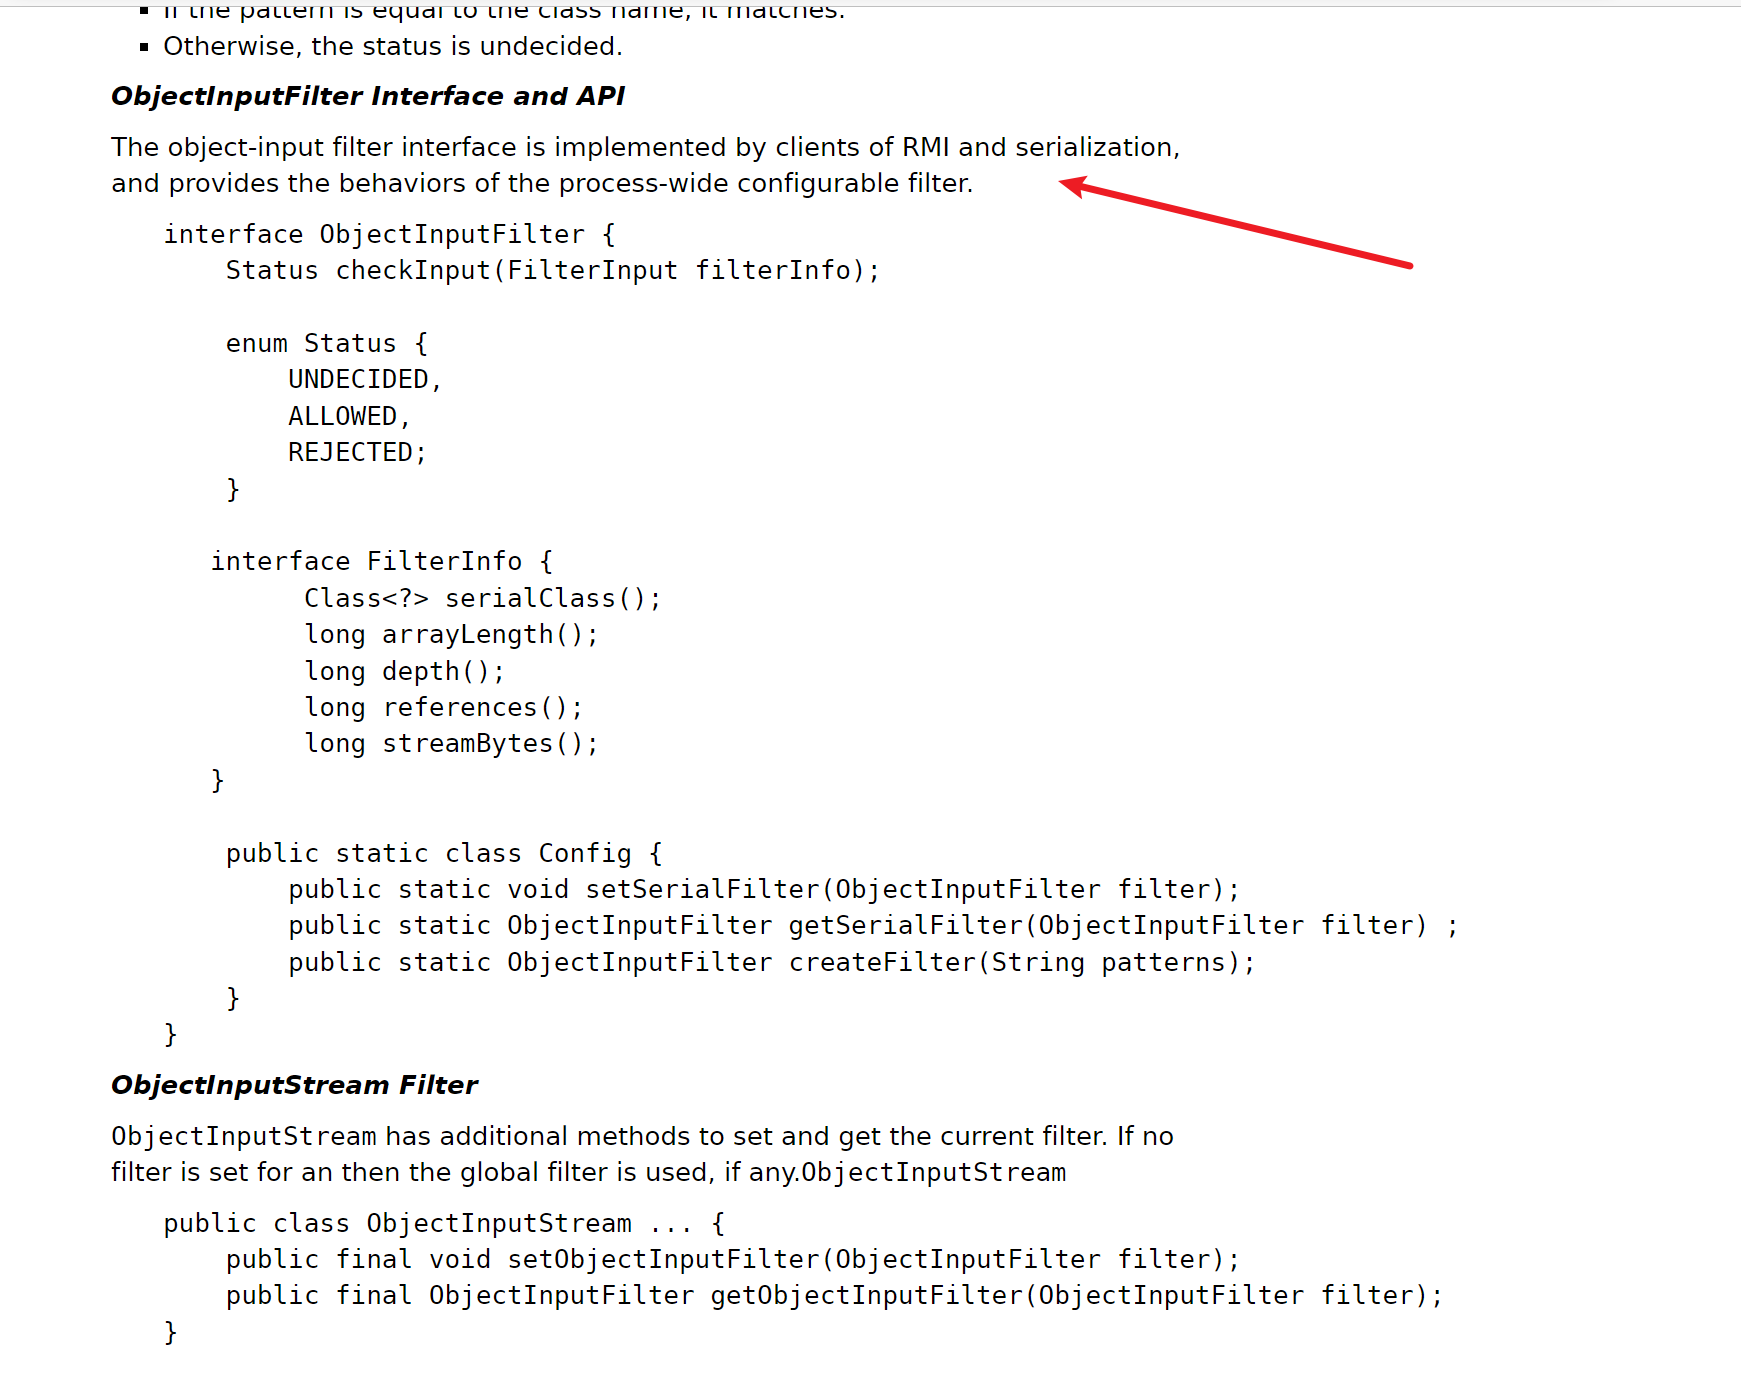 If the pattern is equal to the class name, it matches.
Otherwise, the status is undecided.
ObjectInputFilter Interface and API
The object-input filter interface is implemented by clients of RMI and serialization,
and provides the behaviors of the process-wide configurable filter.
interface ObjectInputFilter {
Status checkInput(FilterInput filterInfo);
enum Status {
UNDECIDED,
ALLOWED,
REJECTED;
}
interface FilterInfo {
Class<?> serialClass();
long arrayLength();
long depth();
long references();
long streamBytes();
}
public static class Config {
public static void setSerialFilter(ObjectInputFilter filter);
public static ObjectInputFilter getSerialFilter(ObjectInputFilter filter) ;
public static ObjectInputFilter createFilter(String patterns);
}
}
ObjectInputStream Filter
ObjectInputStream has additional methods to set and get the current filter. If no
filter is set for an then the global filter is used, if any.ObjectInputStream
public class ObjectInputStream ... {
public final void setObjectInputFilter(ObjectInputFilter filter);
public final ObjectInputFilter getObjectInputFilter(ObjectInputFilter filter);
}